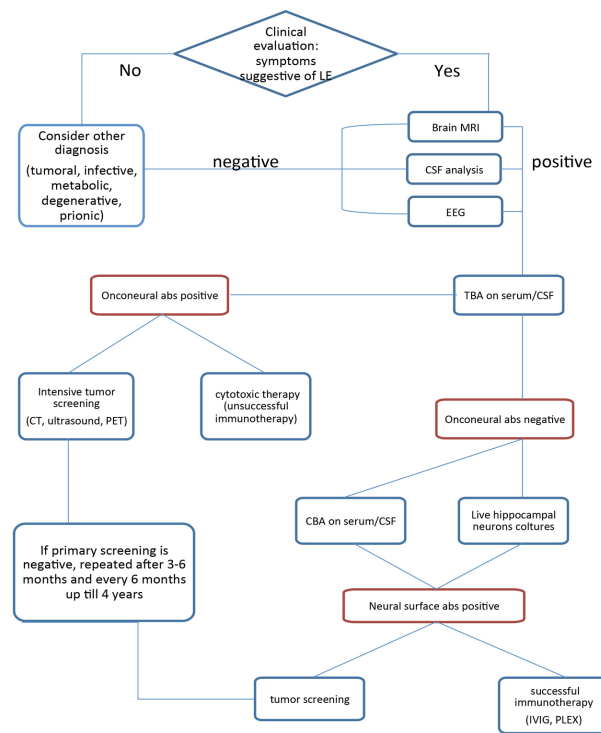 Clinical
evaluation:
symptoms
suggestive of LE
No
Yes
Consider other
diagnosis
(tumoral, infective,
metabolic,
degenerative,
prionic)
negative
Brain MRI
CSF analysis
EEG
positive
Onconeural abs positive
TBA on serum/CSF
Intensive tumor
screening
(CT, ultrasound, PET)
cytotoxic therapy
(unsuccessful
immunotherapy)
Onconeural abs negative
CBA on serum/CSF
Live hippocampal
neurons coltures
If primary screening is
negative, repeated after 3-6
months and every 6 months
up till 4 years
Neural surface abs positive
tumor screening
successful
immunotherapy
(IVIG, PLEX)